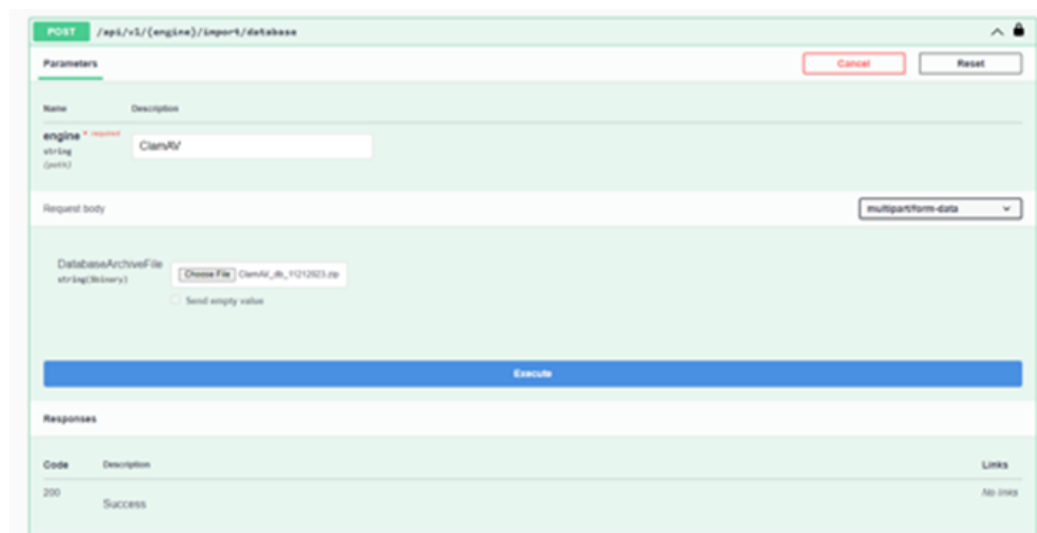 POST /api/v1/{engine}/import/database
Parameters Cancel Reset
Name Description
engine * required
string
(path)
ClamAV
Request body multipart/form-data
DatabaseArchiveFile
string($binary)
Choose File ClamAV_db_11212023.zip
Send empty value
Execute
Responses
Code Description Links
200 Success No links